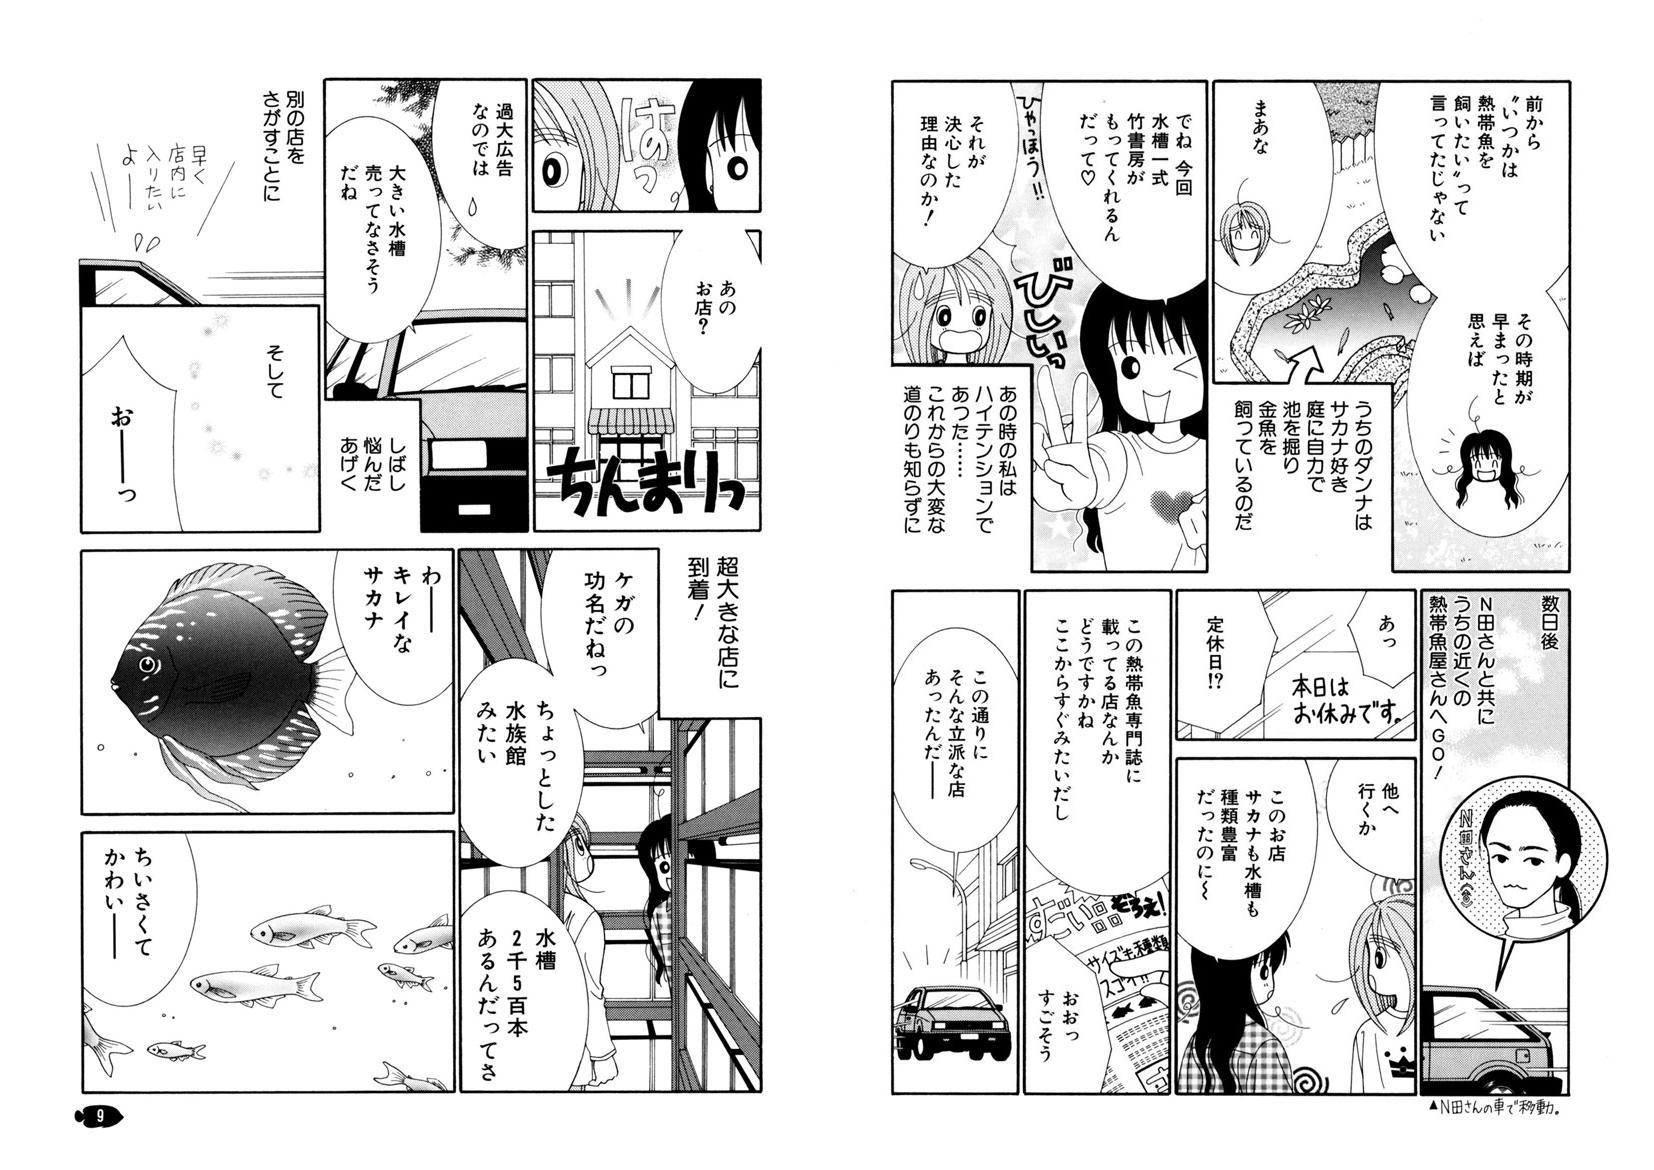 前から
“いつかは
熱帯魚を
飼いたい”って
言ってたじゃない
その時期が
早まったと
思えば
まあな
うちのダンナは
サカナ好き
庭に自力で
池を掘り
金魚を
飼っているのだ
でね 今回
水槽一式
竹書房が
もってくれるん
だって♡
ひゃっほう!!
びしいっ
それが
決心した
理由なのか!
あの時の私は
ハイテンションで
あった……
これからの大変な
道のりも知らずに
数日後
N田さんと共に
うちの近くの
熱帯魚屋さんへGO!
N田さん(♂)
▲N田さんの車で移動。
あっ
定休日!?
本日は
お休みです。
他へ
行くか
このお店
サカナも水槽も
種類豊富
だったのに〜
この熱帯魚専門誌に
載ってる店なんか
どうですかね
ここからすぐみたいだし
すごい品
ぞろえ!
サイズも種類も
スゴイ!!
おおっ
すごそう
この通りに
そんな立派な店
あったんだ――
はっ
あの
お店?
ちんまりっ
過大広告
なのでは
大きい水槽
売ってなさそう
だね
しばし
悩んだ
あげく
別の店を
さがすことに
早く
店内に
入りたい
よ――
そして
お――っ
超大きな店に
到着!
ケガの
功名だねっ
ちょっとした
水族館
みたい
水槽
2千5百本
あるんだってさ
わ――
キレイな
サカナ
ちいさくて
かわい――
9